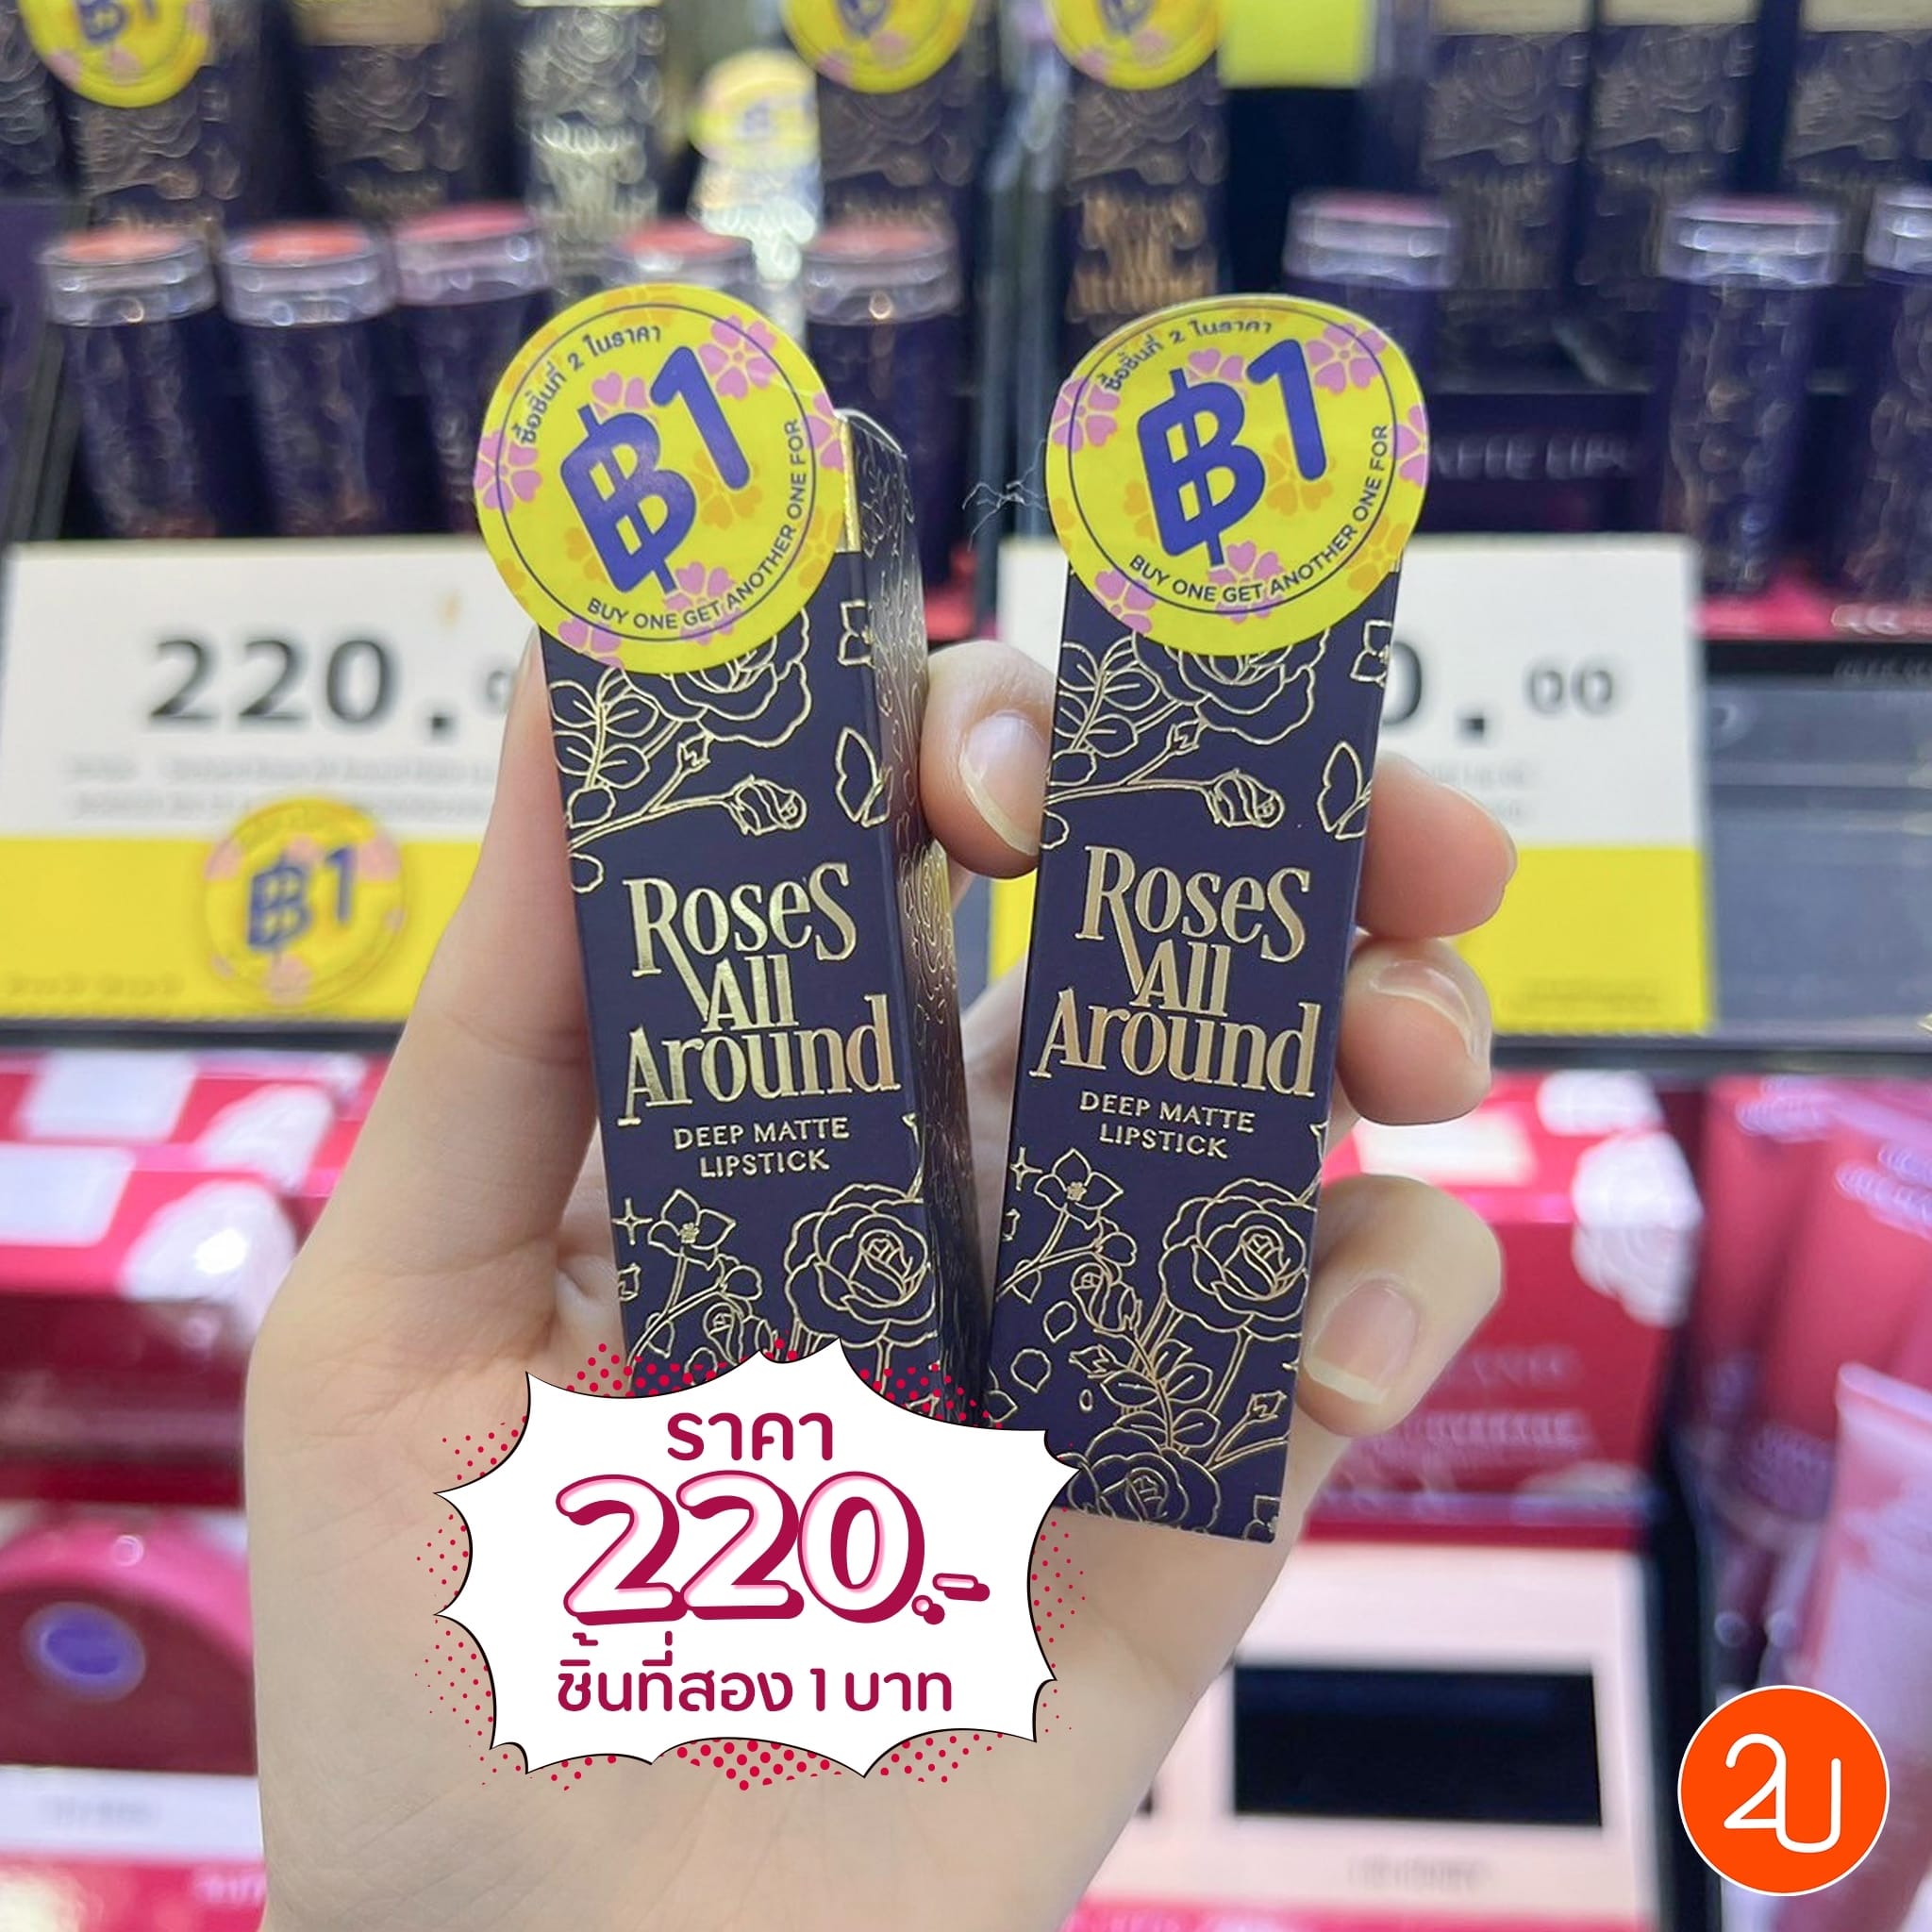 ซื้อชิ้นที่ 2 ในราคา
฿1
BUY ONE GET ANOTHER ONE FOR
ซื้อชิ้นที่ 2 ในราคา
฿1
BUY ONE GET ANOTHER ONE FOR
220.
0.00
฿1
Roses
All
Around
DEEP MATTE
LIPSTICK
Roses
All
Around
DEEP MATTE
LIPSTICK
ราคา
220.-
ชิ้นที่สอง 1 บาท
2U